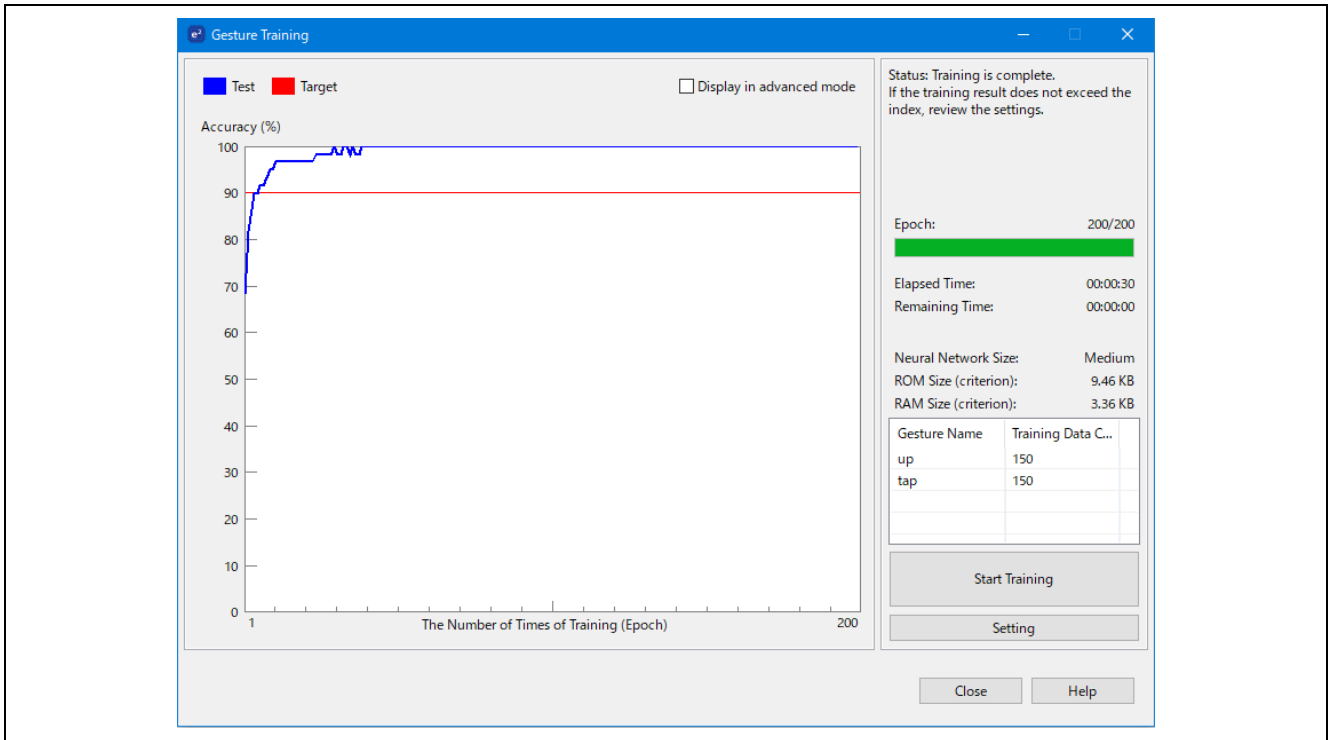 e² Gesture Training
Test Target
Display in advanced mode
Accuracy (%)
100
90
80
70
60
50
40
30
20
10
0
1 The Number of Times of Training (Epoch) 200
Status: Training is complete.
If the training result does not exceed the
index, review the settings.
Epoch: 200/200
Elapsed Time: 00:00:30
Remaining Time: 00:00:00
Neural Network Size: Medium
ROM Size (criterion): 9.46 KB
RAM Size (criterion): 3.36 KB
Gesture Name Training Data C...
up 150
tap 150
Start Training
Setting
Close Help